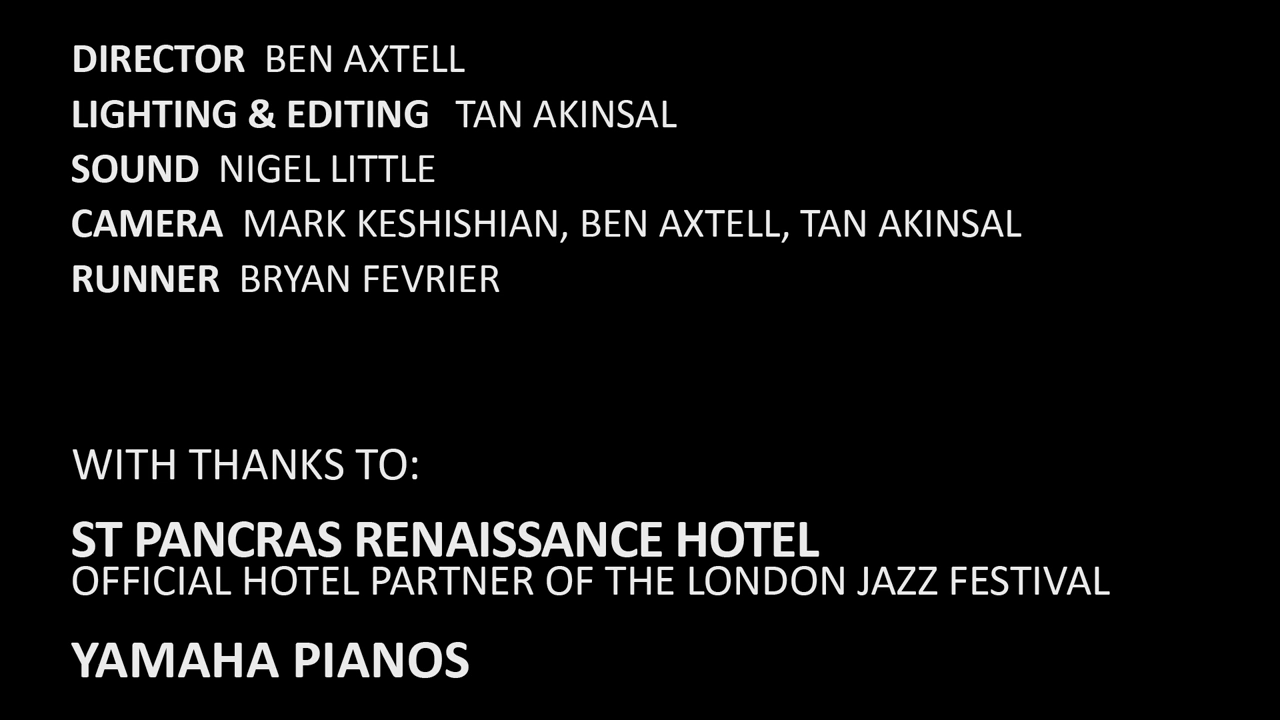 DIRECTOR BEN AXTELL
LIGHTING & EDITING TAN AKINSAL
SOUND NIGEL LITTLE
CAMERA MARK KESHISHIAN, BEN AXTELL, TAN AKINSAL
RUNNER BRYAN FEVRIER
WITH THANKS TO:
ST PANCRAS RENAISSANCE HOTEL
OFFICIAL HOTEL PARTNER OF THE LONDON JAZZ FESTIVAL
YAMAHA PIANOS